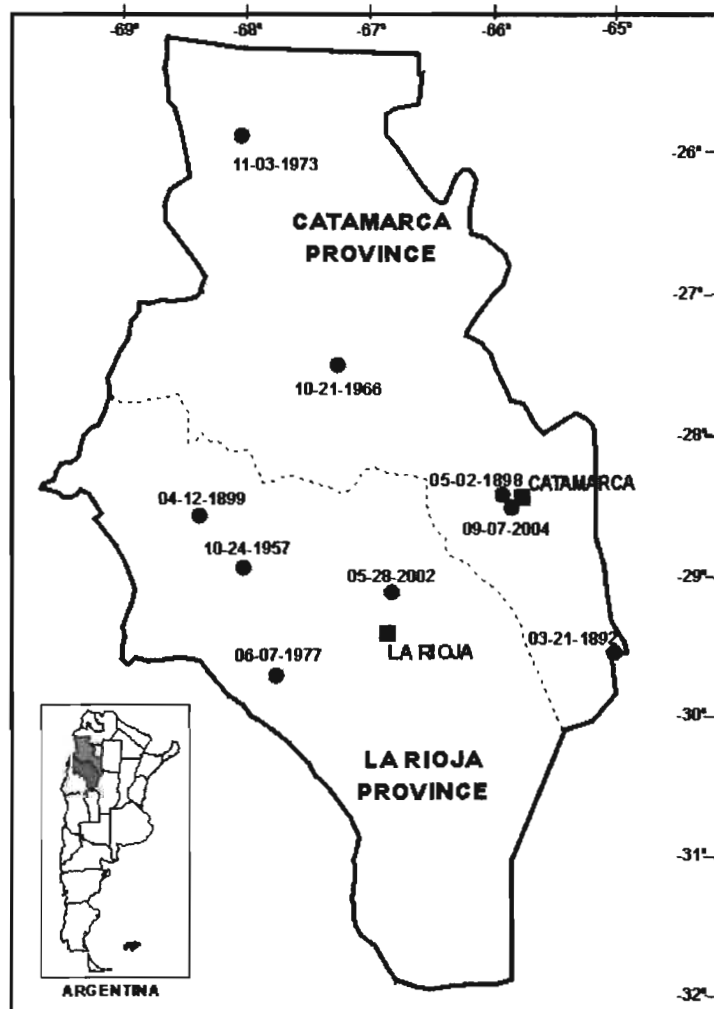 -69° -68° -67° -66° -65°
11-03-1973
-26°
CATAMARCA
PROVINCE
-27°
10-21-1966
-28°
05-02-1898 CATAMARCA
04-12-1899
09-07-2004
10-24-1957
05-28-2002
-29°
03-21-1892
06-07-1977
LA RIOJA
-30°
LA RIOJA
PROVINCE
-31°
ARGENTINA
-32°